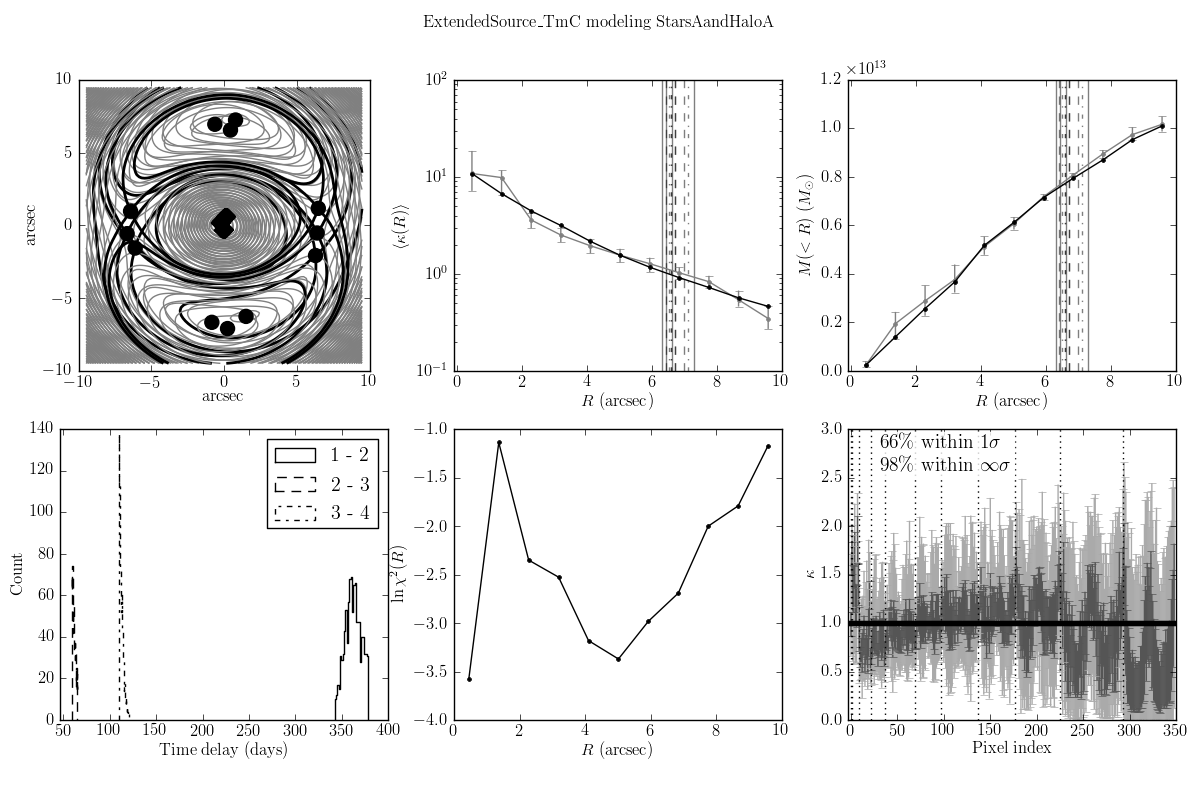 ExtendedSource_TmC modeling StarsAandHaloA
10
5
0
−5
−10
−10 −5 0 5 10
arcsec
arcsec
10²
10¹
10⁰
10⁻¹
0 2 4 6 8 10
⟨κ(R)⟩
R (arcsec)
×10¹³
1.2
1.0
0.8
0.6
0.4
0.2
0.0
0 2 4 6 8 10
M(< R) (M⊙)
R (arcsec)
140
120
100
80
60
40
20
0
50 100 150 200 250 300 350 400
Count
Time delay (days)
1 - 2
2 - 3
3 - 4
−1.0
−1.5
−2.0
−2.5
−3.0
−3.5
−4.0
0 2 4 6 8 10
ln χ²(R)
R (arcsec)
3.0
2.5
2.0
1.5
1.0
0.5
0.0
0 50 100 150 200 250 300 350
κ
Pixel index
66% within 1σ
98% within ∞σ